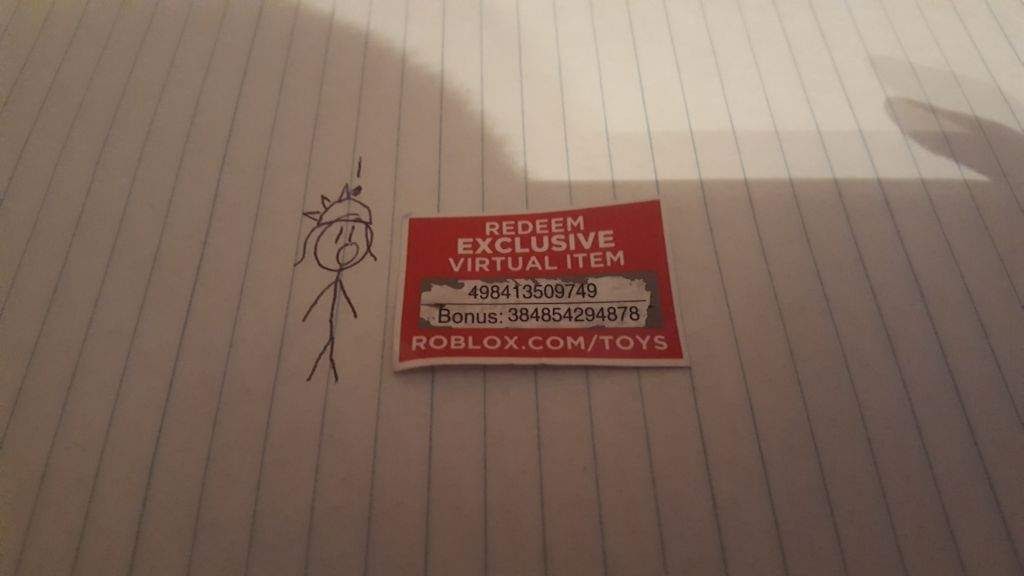 REDEEM
EXCLUSIVE
VIRTUAL ITEM
498413509749
Bonus: 384854294878
ROBLOX.COM/TOYS